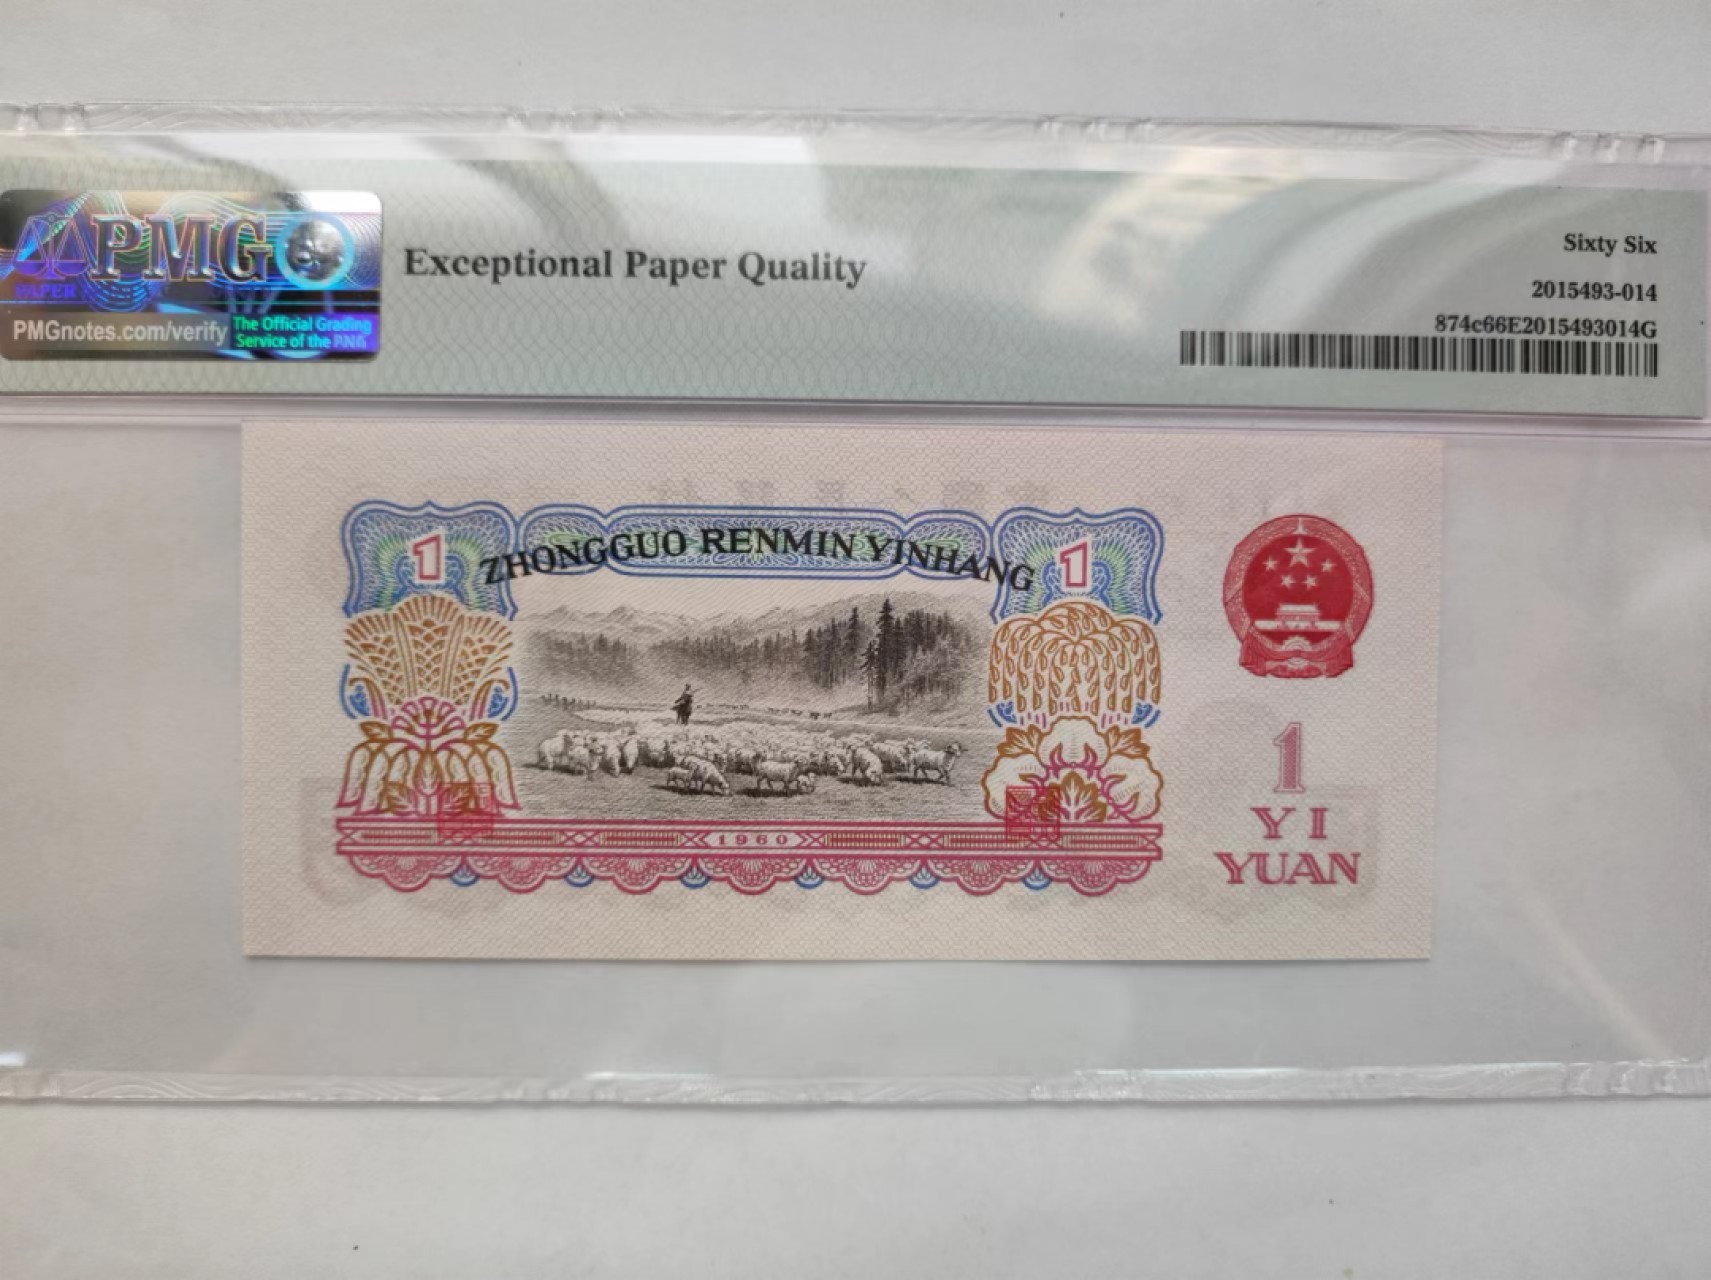 PMG
PAPER
PMGnotes.com/verify
The Official Grading
Service of the P.N.G
Exceptional Paper Quality
Sixty Six
2015493-014
874c66E2015493014G
1
ZHONGGUO RENMIN YINHANG
1
1960
1
YI
YUAN